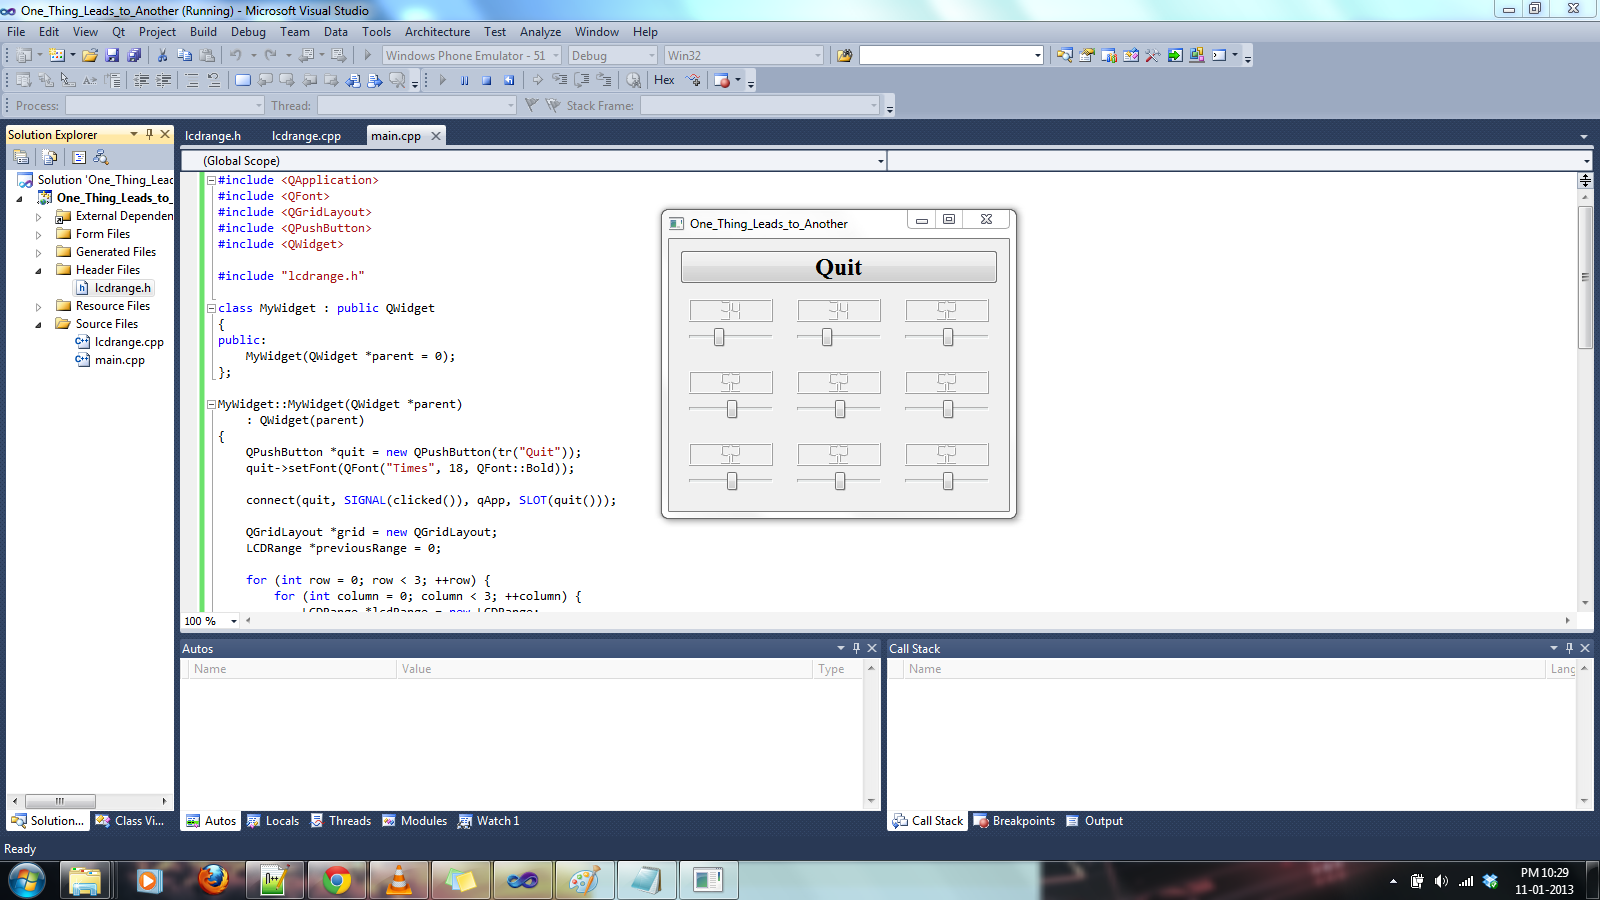 One_Thing_Leads_to_Another (Running) - Microsoft Visual Studio
File Edit View Qt Project Build Debug Team Data Tools Architecture Test Analyze Window Help
Windows Phone Emulator - 51 Debug Win32
Hex
Process: Thread: Stack Frame:
Solution Explorer
Solution 'One_Thing_Lead
One_Thing_Leads_to_
External Dependen
Form Files
Generated Files
Header Files
lcdrange.h
Resource Files
Source Files
lcdrange.cpp
main.cpp
Solution... Class Vi...
lcdrange.h lcdrange.cpp main.cpp
(Global Scope)
#include <QApplication>
#include <QFont>
#include <QGridLayout>
#include <QPushButton>
#include <QWidget>
#include "lcdrange.h"
class MyWidget : public QWidget
{
public:
MyWidget(QWidget *parent = 0);
};
MyWidget::MyWidget(QWidget *parent)
: QWidget(parent)
{
QPushButton *quit = new QPushButton(tr("Quit"));
quit->setFont(QFont("Times", 18, QFont::Bold));
connect(quit, SIGNAL(clicked()), qApp, SLOT(quit()));
QGridLayout *grid = new QGridLayout;
LCDRange *previousRange = 0;
for (int row = 0; row < 3; ++row) {
for (int column = 0; column < 3; ++column) {
LCDRange *lcdRange = new LCDRange;
100 %
One_Thing_Leads_to_Another
Quit
34 34
Autos
Name Value Type
Autos Locals Threads Modules Watch 1
Call Stack
Name Lang
Call Stack Breakpoints Output
Ready
PM 10:29
11-01-2013